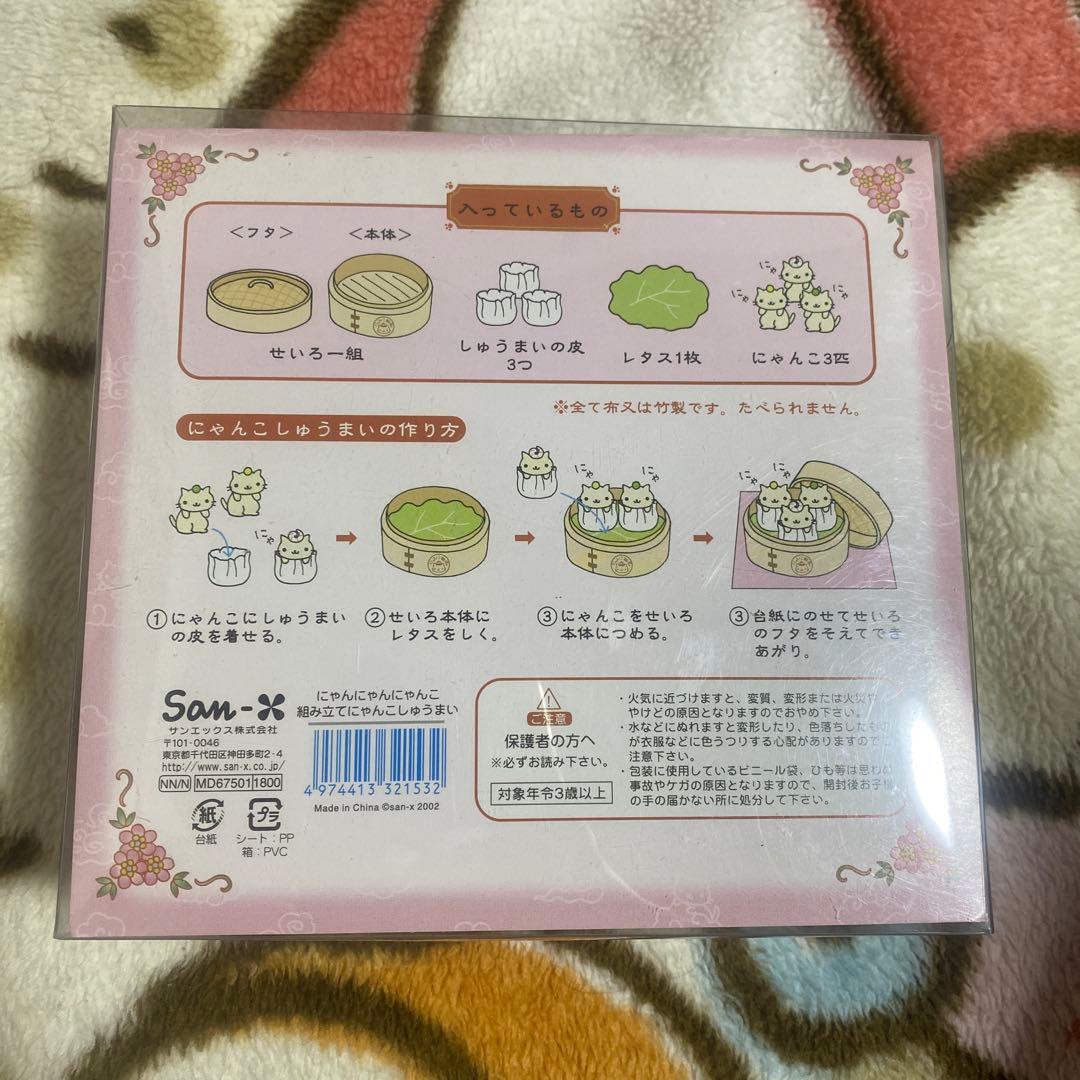 入っているもの
<フタ>
<本体>
にゃ
にゃ
にゃ
せいろ一組
しゅうまいの皮
3つ
レタス1枚
にゃんこ3匹
※全て布又は竹製です。たべられません。
にゃんこしゅうまいの作り方
にゃ
にゃ
にゃ
にゃ
にゃ
①にゃんこにしゅうまい
の皮を着せる。
②せいろ本体に
レタスをしく。
③にゃんこをせいろ
本体につめる。
③台紙にのせてせいろ
のフタをそえてでき
あがり。
San-X
サンエックス株式会社
〒101-0046
東京都千代田区神田多町2-4
http://www.san-x.co.jp/
NN/N MD67501 1800
紙
台紙
プラ
シート:PP
箱:PVC
にゃんにゃんにゃんこ
組み立てにゃんこしゅうまい
4 974413 321532
Made in China ©san-x 2002
ご注意
保護者の方へ
※必ずお読み下さい。
対象年令3歳以上
・火気に近づけますと、変質、変形または火災や
やけどの原因となりますのでおやめ下さい。
・水などにぬれますと変形したり、色落ちした
が衣服などに色うつりする心配がありますので
注意下さい。
・包装に使用しているビニール袋、ひも等は思わぬ
事故やケガの原因となりますので、開封後お子様
の手の届かない所に処分して下さい。